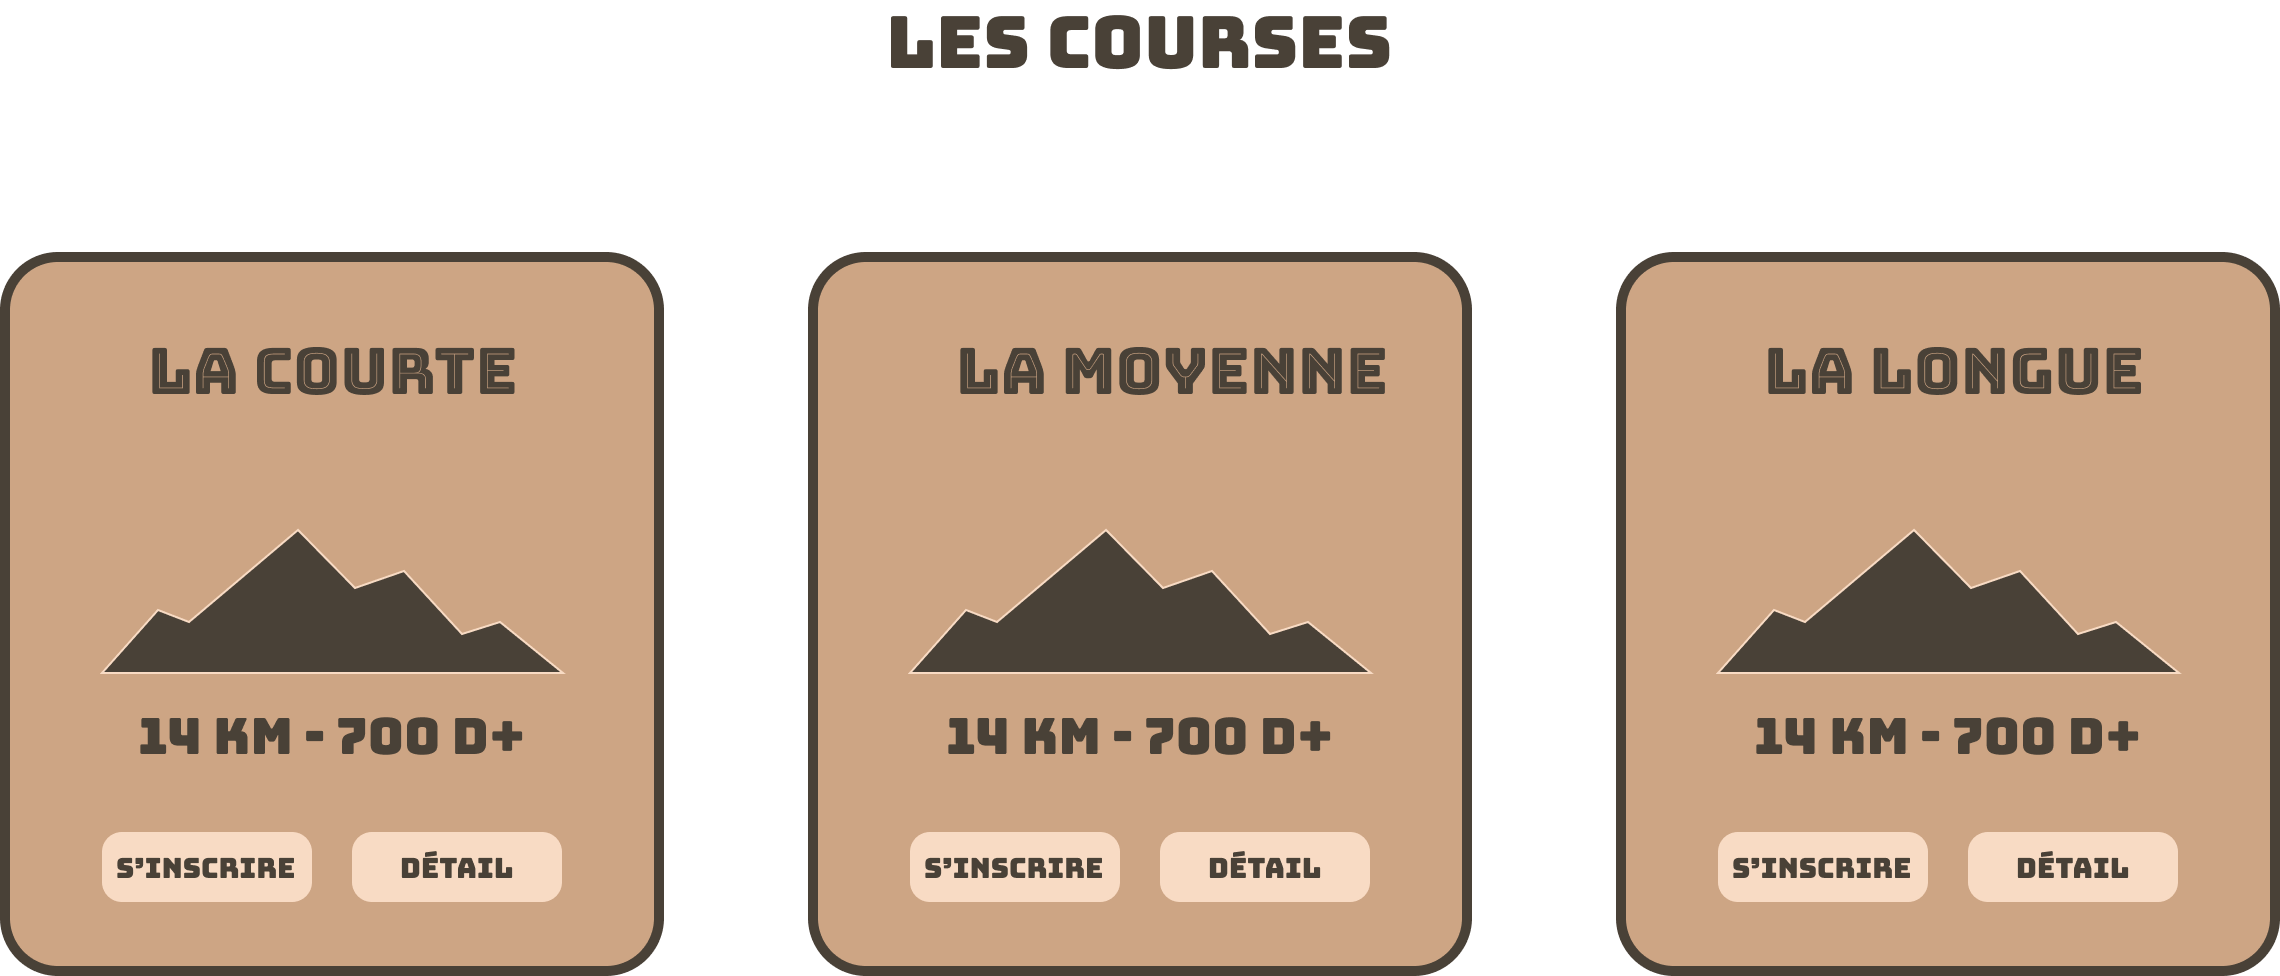 LES COURSES
LA COURTE
14 KM - 700 D+
S'INSCRIRE
DÉTAIL
LA MOYENNE
14 KM - 700 D+
S'INSCRIRE
DÉTAIL
LA LONGUE
14 KM - 700 D+
S'INSCRIRE
DÉTAIL